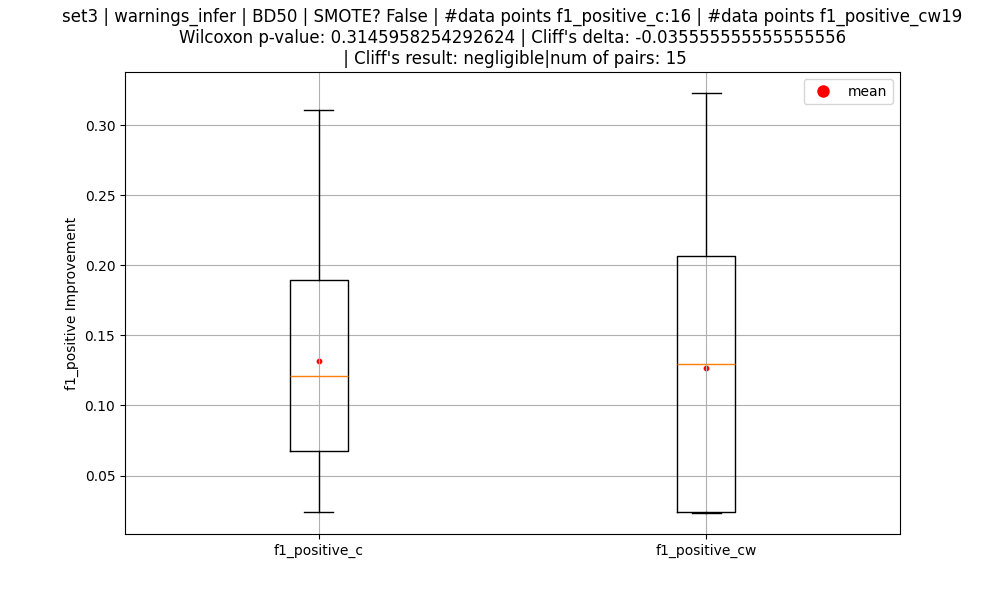 set3 | warnings_infer | BD50 | SMOTE? False | #data points f1_positive_c:16 | #data points f1_positive_cw19
Wilcoxon p-value: 0.3145958254292624 | Cliff's delta: -0.035555555555555556
| Cliff's result: negligible|num of pairs: 15
mean
0.30
0.25
0.20
0.15
0.10
0.05
f1_positive Improvement
f1_positive_c
f1_positive_cw